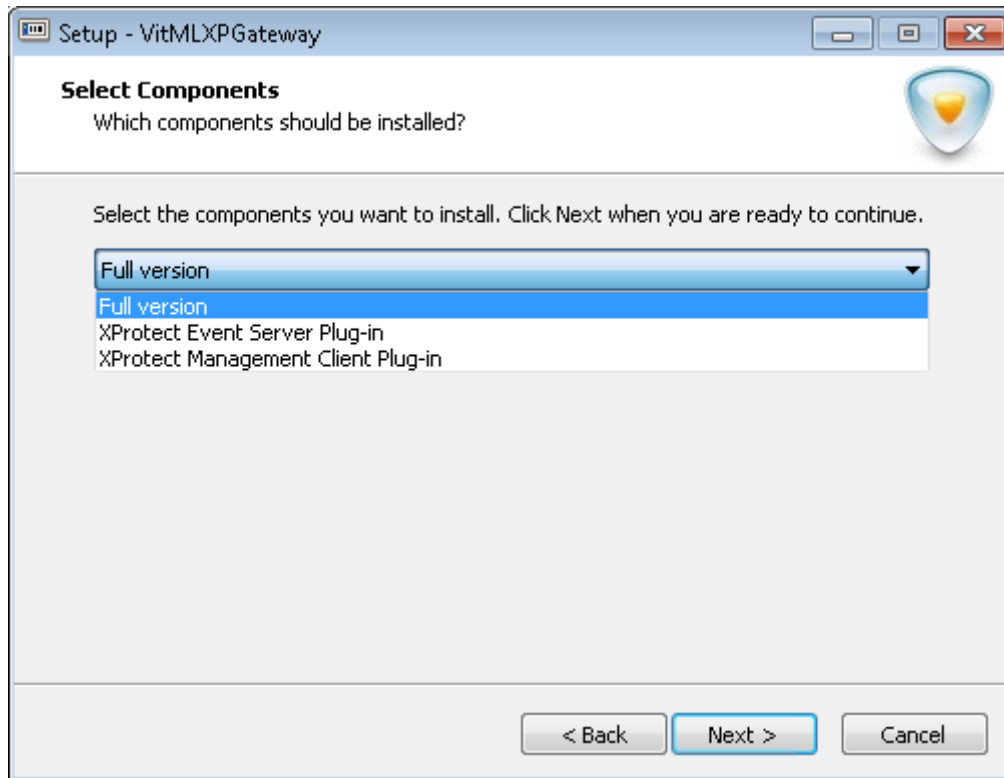 Setup - VitMLXPGateway
Select Components
Which components should be installed?
Select the components you want to install. Click Next when you are ready to continue.
Full version
Full version
XProtect Event Server Plug-in
XProtect Management Client Plug-in
< Back
Next >
Cancel